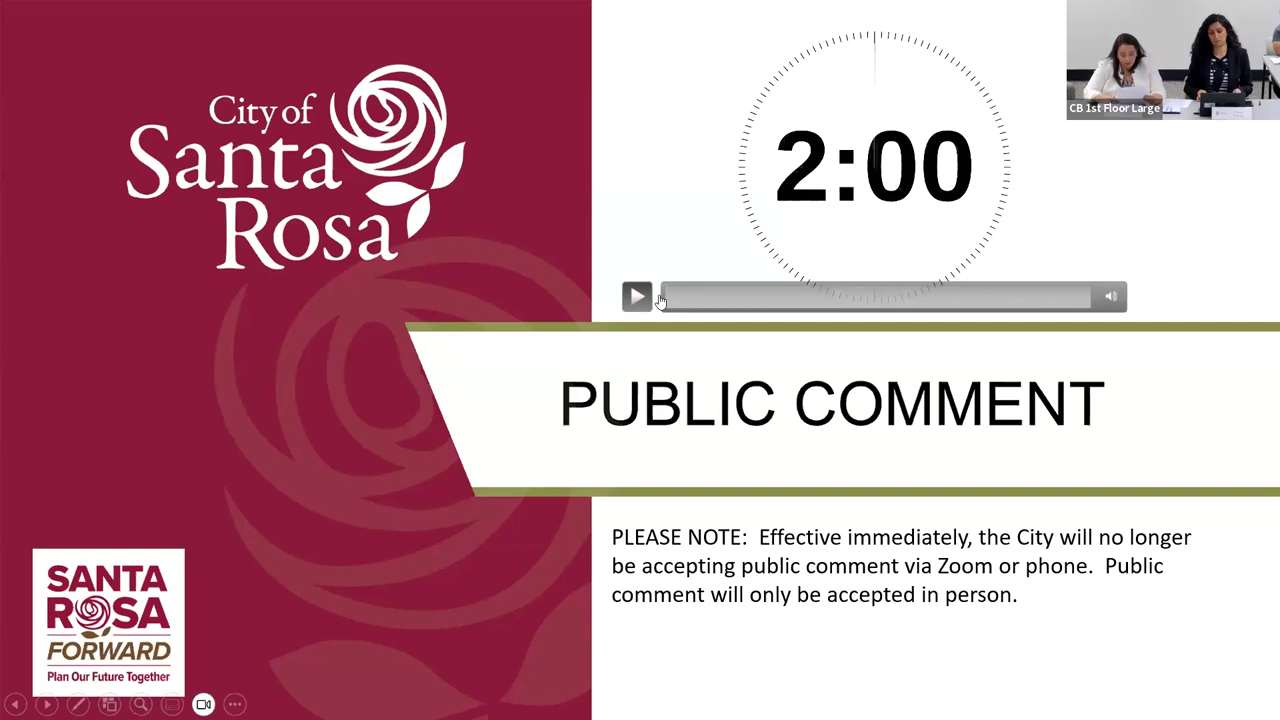 City of
Santa
Rosa
2:00
CB 1st Floor Large
PUBLIC COMMENT
PLEASE NOTE:  Effective immediately, the City will no longer
be accepting public comment via Zoom or phone.  Public
comment will only be accepted in person.
SANTA
ROSA
FORWARD
Plan Our Future Together